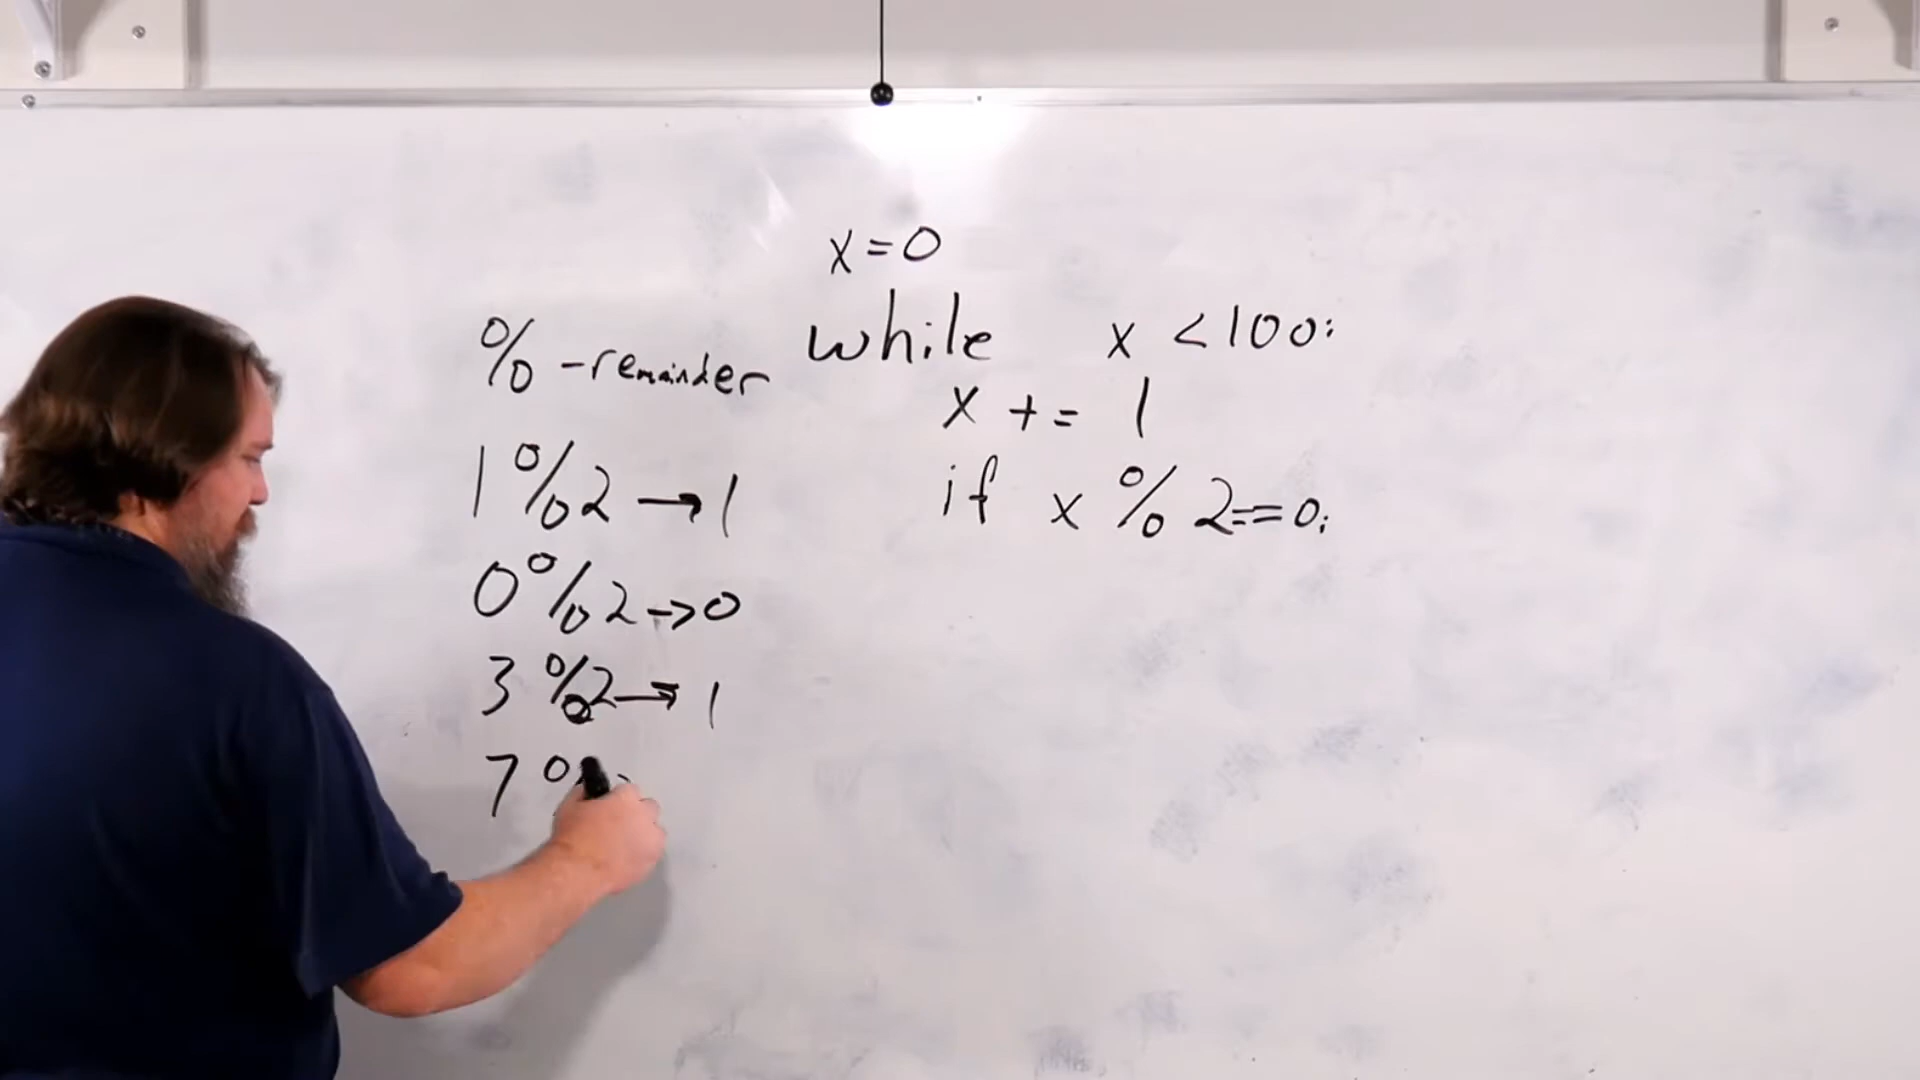 x=0
while x <100:
x += 1
if x % 2==0:
% -remainder
1%2→1
0%2→0
3%2→1
7 %